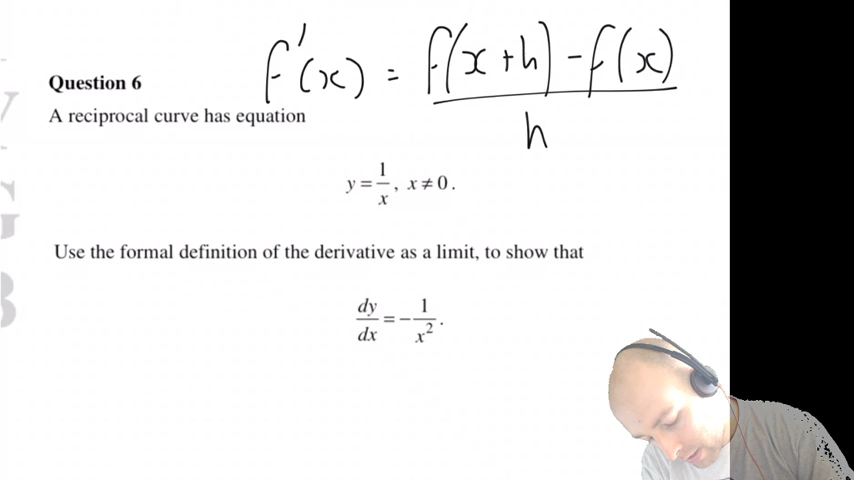 f'(x) = f(x+h) - f(x)
h
Question 6
A reciprocal curve has equation
y = 1/x, x ≠ 0.
Use the formal definition of the derivative as a limit, to show that
dy/dx = -1/x².